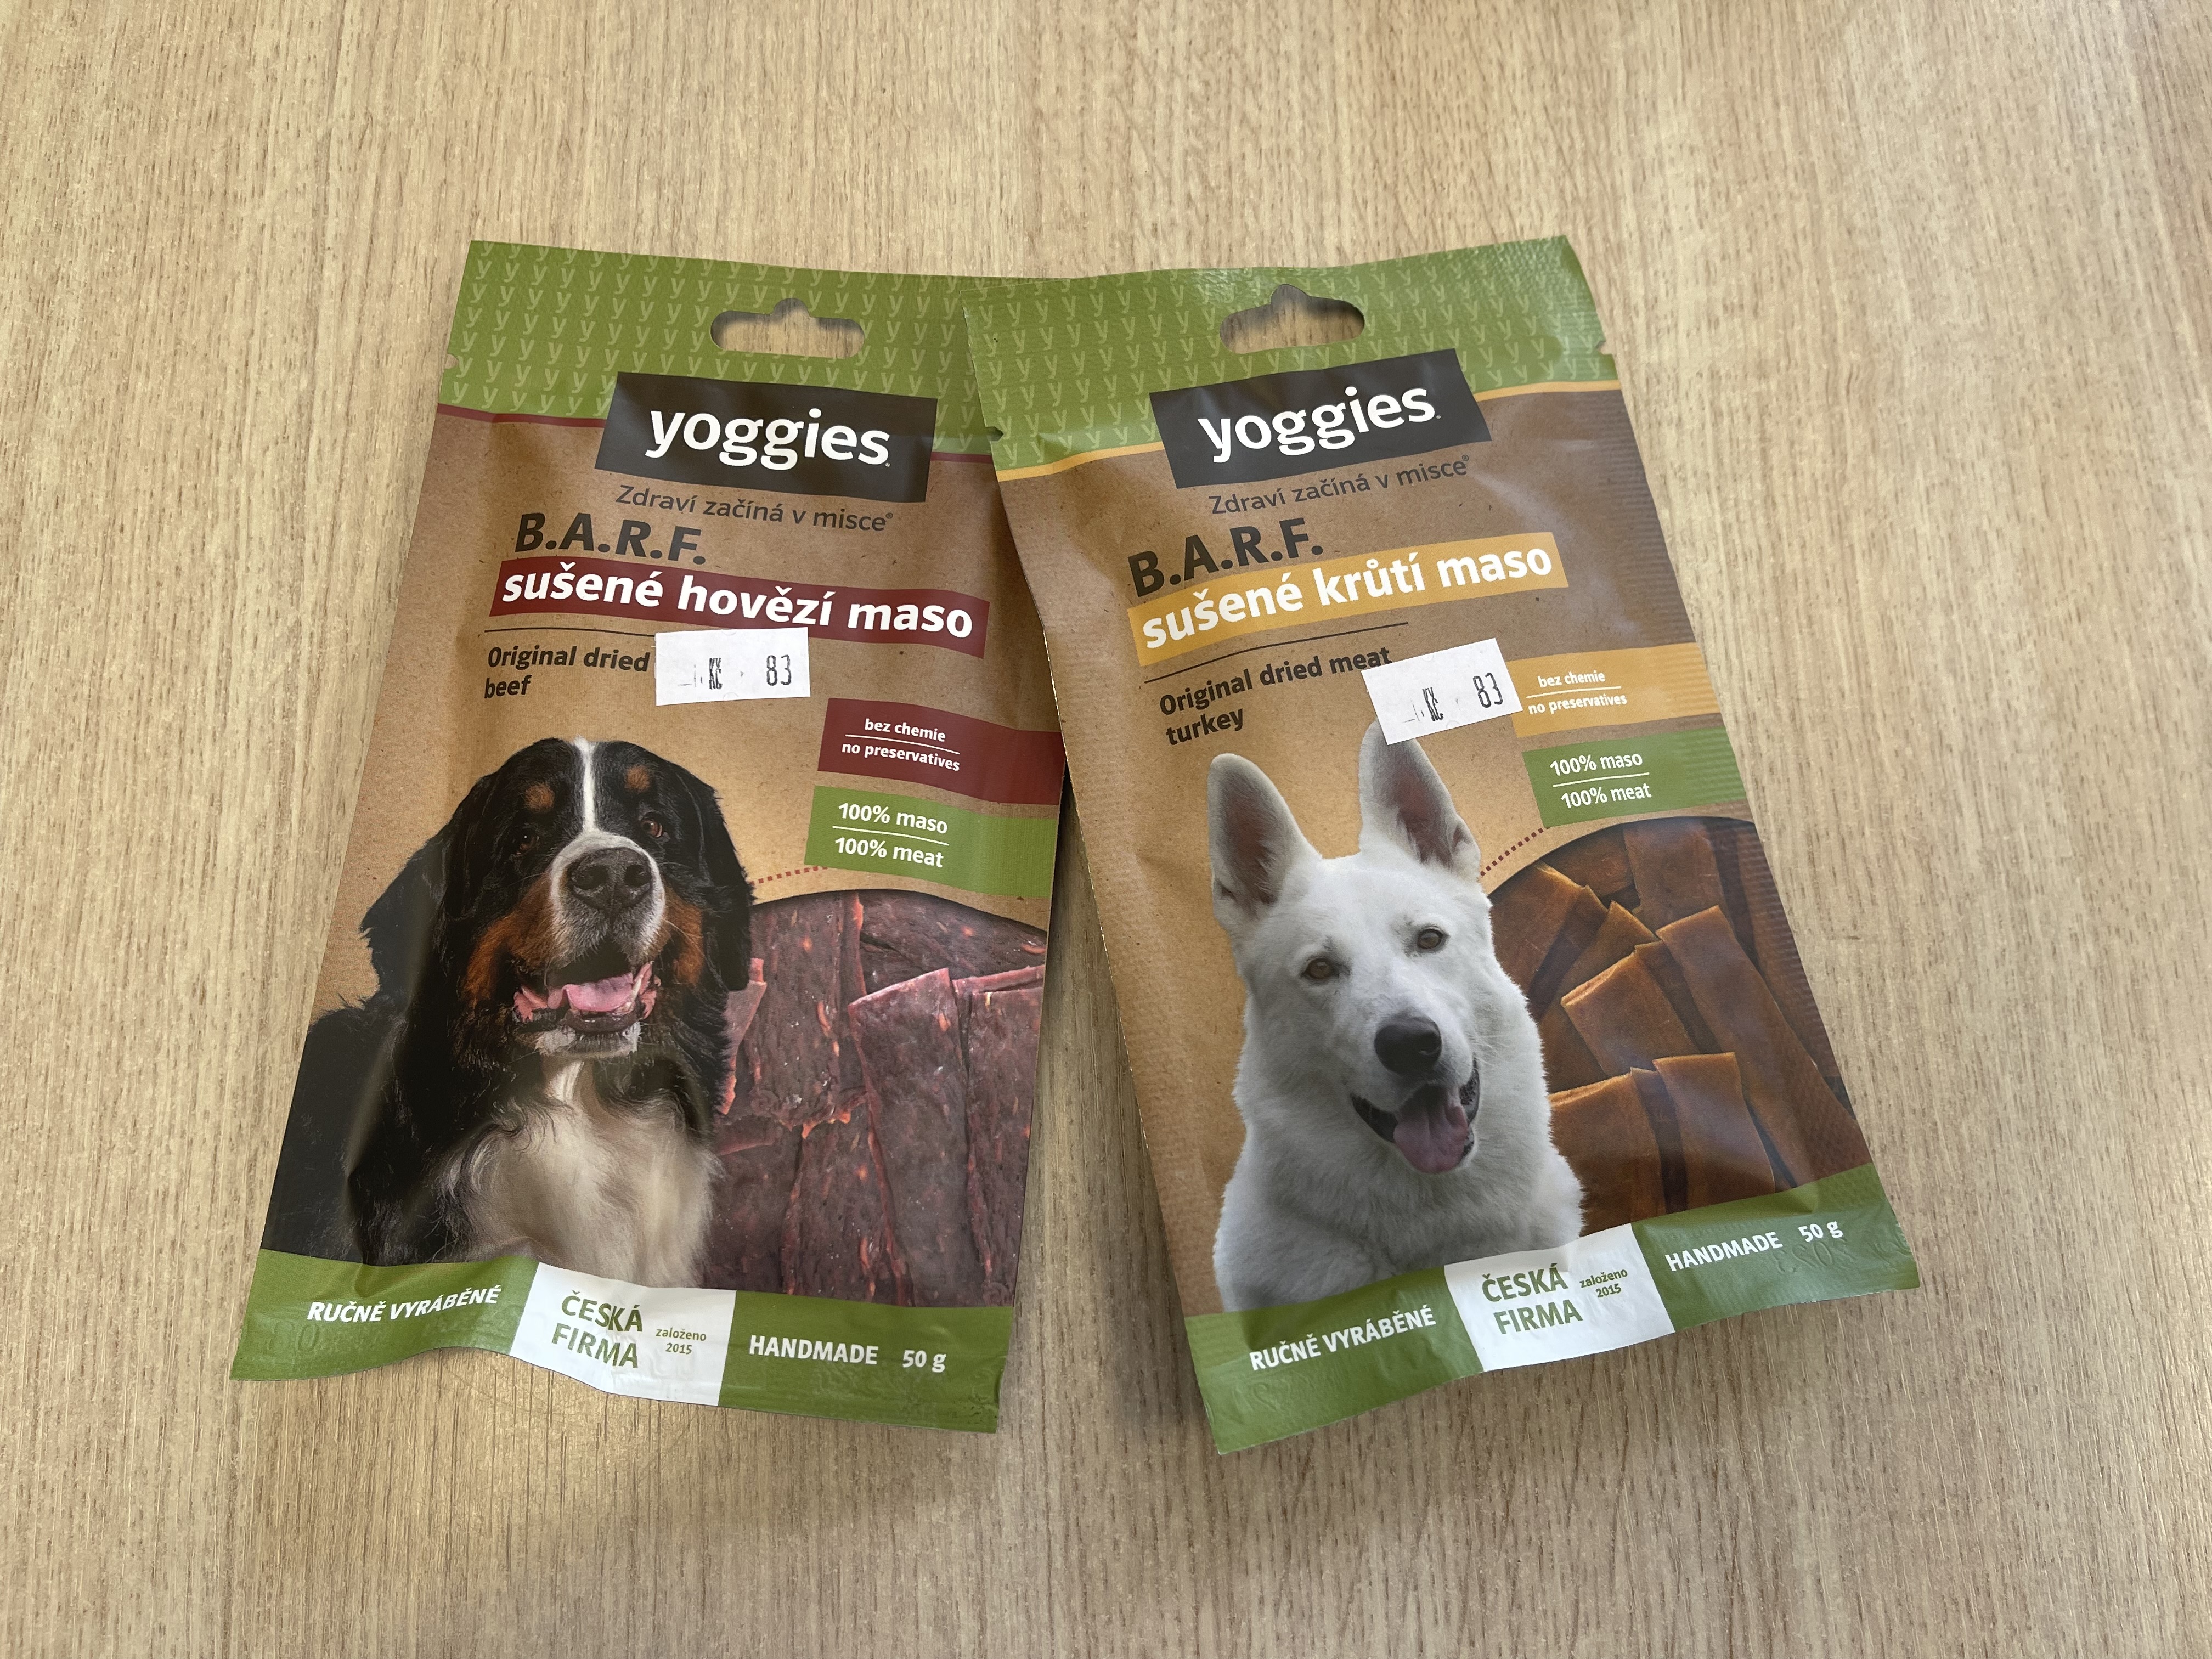 yoggies
Zdraví začíná v misce®
B.A.R.F.
sušené hovězí maso
Original dried
beef
Kč 83
bez chemie
no preservatives
100% maso
100% meat
RUČNĚ VYRÁBĚNÉ
ČESKÁ
FIRMA
založeno
2015
HANDMADE 50 g
yoggies
Zdraví začíná v misce®
B.A.R.F.
sušené krůtí maso
Original dried meat
turkey
Kč 83
bez chemie
no preservatives
100% maso
100% meat
RUČNĚ VYRÁBĚNÉ
ČESKÁ
FIRMA
založeno
2015
HANDMADE 50 g